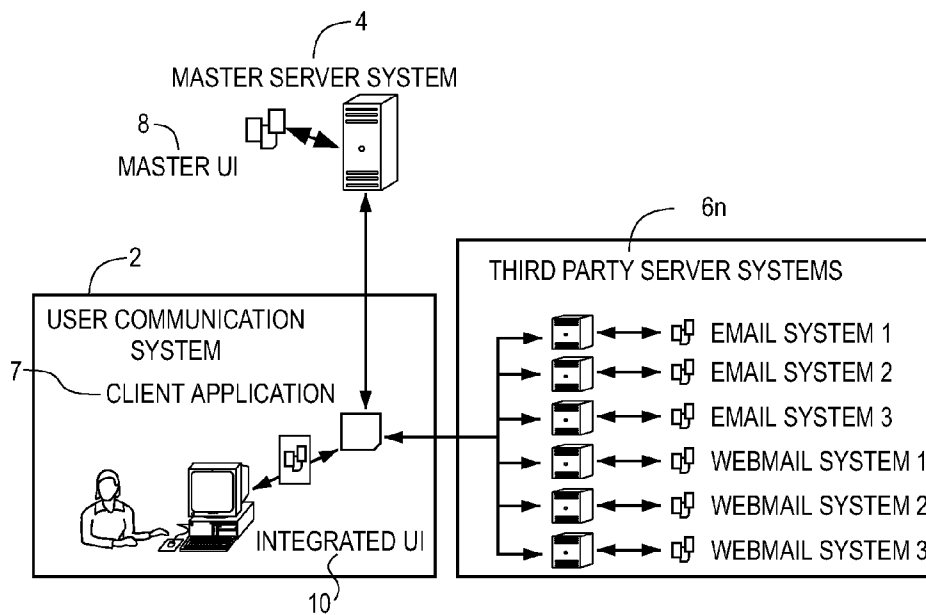 4
MASTER SERVER SYSTEM
8
MASTER UI
6n
2
THIRD PARTY SERVER SYSTEMS
USER COMMUNICATION
SYSTEM
7
CLIENT APPLICATION
EMAIL SYSTEM 1
EMAIL SYSTEM 2
EMAIL SYSTEM 3
WEBMAIL SYSTEM 1
WEBMAIL SYSTEM 2
WEBMAIL SYSTEM 3
INTEGRATED UI
10